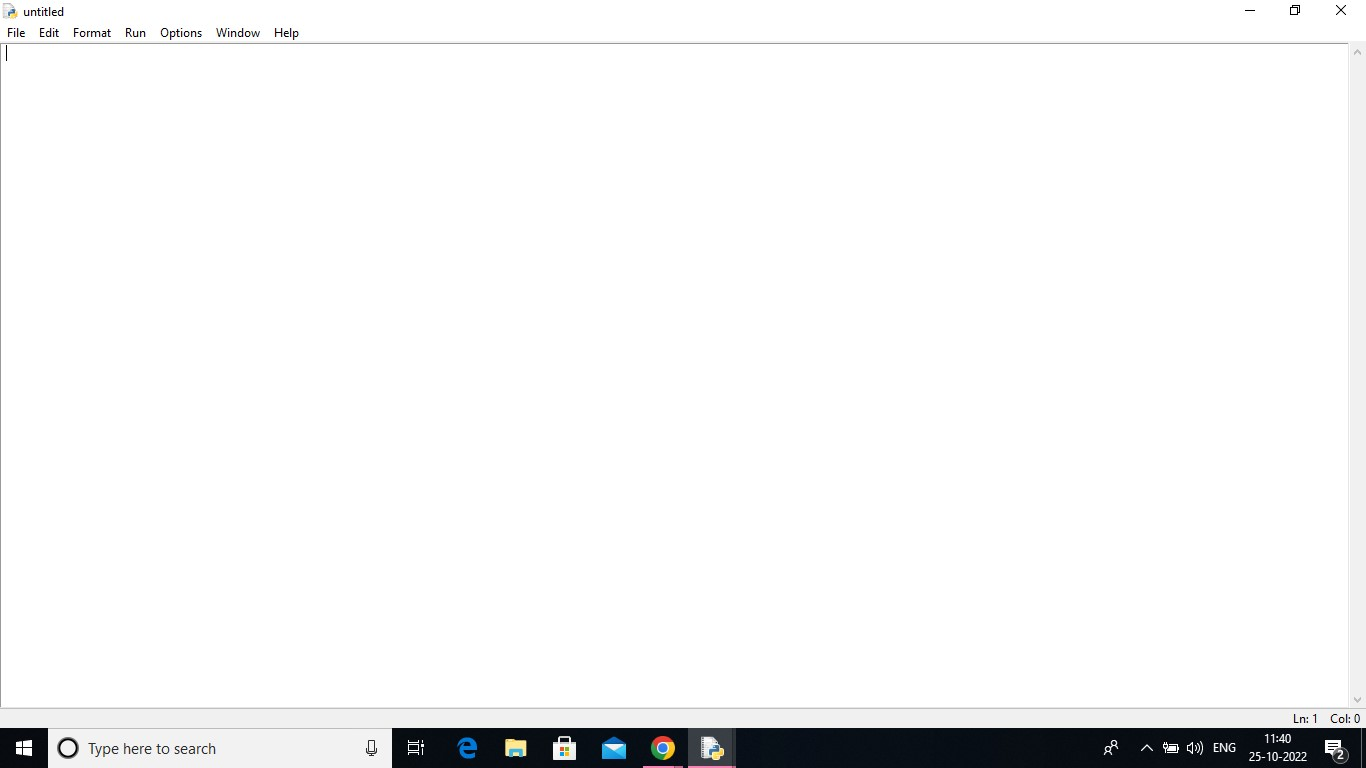 untitled
File Edit Format Run Options Window Help
Ln: 1 Col: 0
Type here to search
ENG
11:40
25-10-2022
2